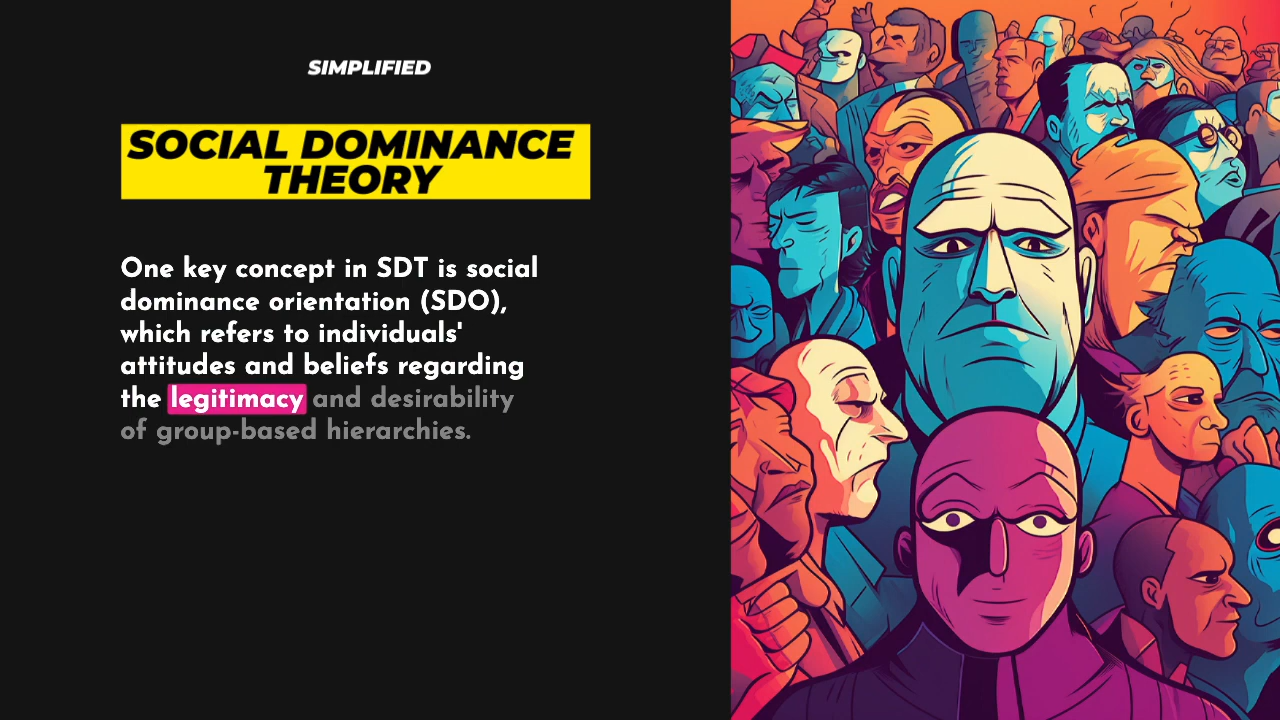 SIMPLIFIED
SOCIAL DOMINANCE
THEORY
One key concept in SDT is social
dominance orientation (SDO),
which refers to individuals'
attitudes and beliefs regarding
the legitimacy and desirability
of group-based hierarchies.